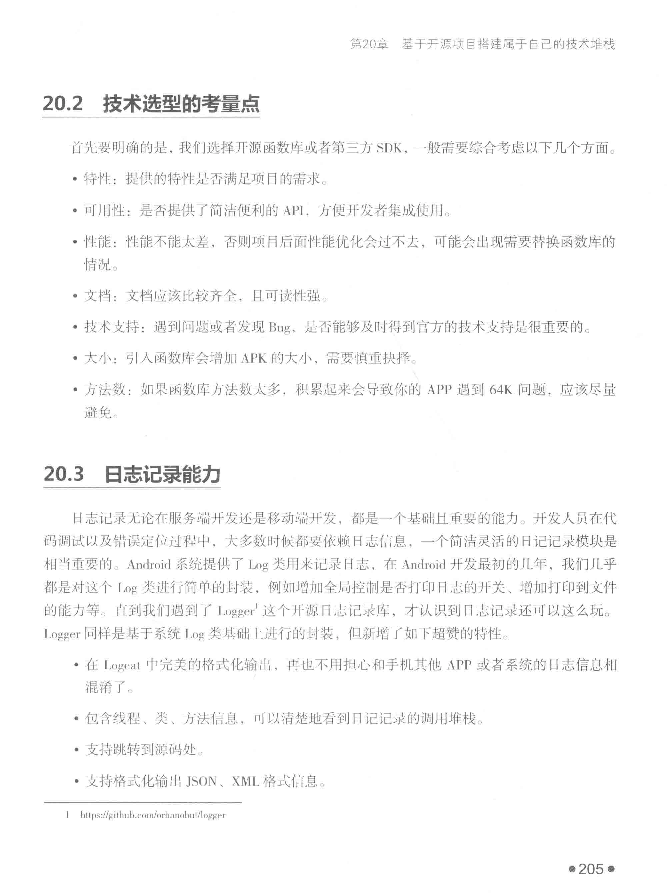 第20章 基于开源项目搭建属于自己的技术堆栈
20.2 技术选型的考量点
首先要明确的是，我们选择开源函数库或者第三方 SDK，一般需要综合考虑以下几个方面。
• 特性：提供的特性是否满足项目的需求。
• 可用性：是否提供了简洁便利的 API，方便开发者集成使用。
• 性能：性能不能太差，否则项目后面性能优化会过不去，可能会出现需要替换函数库的
情况。
• 文档：文档应该比较齐全，且可读性强。
• 技术支持：遇到问题或者发现 Bug，是否能够及时得到官方的技术支持是很重要的。
• 大小：引入函数库会增加 APK 的大小，需要慎重抉择。
• 方法数：如果函数库方法数太多，积累起来会导致你的 APP 遇到 64K 问题，应该尽量
避免。
20.3 日志记录能力
日志记录无论在服务端开发还是移动端开发，都是一个基础且重要的能力。开发人员在代
码调试以及错误定位过程中，大多数时候都要依赖日志信息，一个简洁灵活的日记记录模块是
相当重要的。Android 系统提供了 Log 类用来记录日志，在 Android 开发最初的几年，我们几乎
都是对这个 Log 类进行简单的封装，例如增加全局控制是否打印日志的开关、增加打印到文件
的能力等。直到我们遇到了 Logger¹ 这个开源日志记录库，才认识到日志记录还可以这么玩。
Logger 同样是基于系统 Log 类基础上进行的封装，但新增了如下超赞的特性。
• 在 Logcat 中完美的格式化输出，再也不用担心和手机其他 APP 或者系统的日志信息相
混淆了。
• 包含线程、类、方法信息，可以清楚地看到日记记录的调用堆栈。
• 支持跳转到源码处。
• 支持格式化输出 JSON、XML 格式信息。
1 https://github.com/orhanobut/logger
•205•